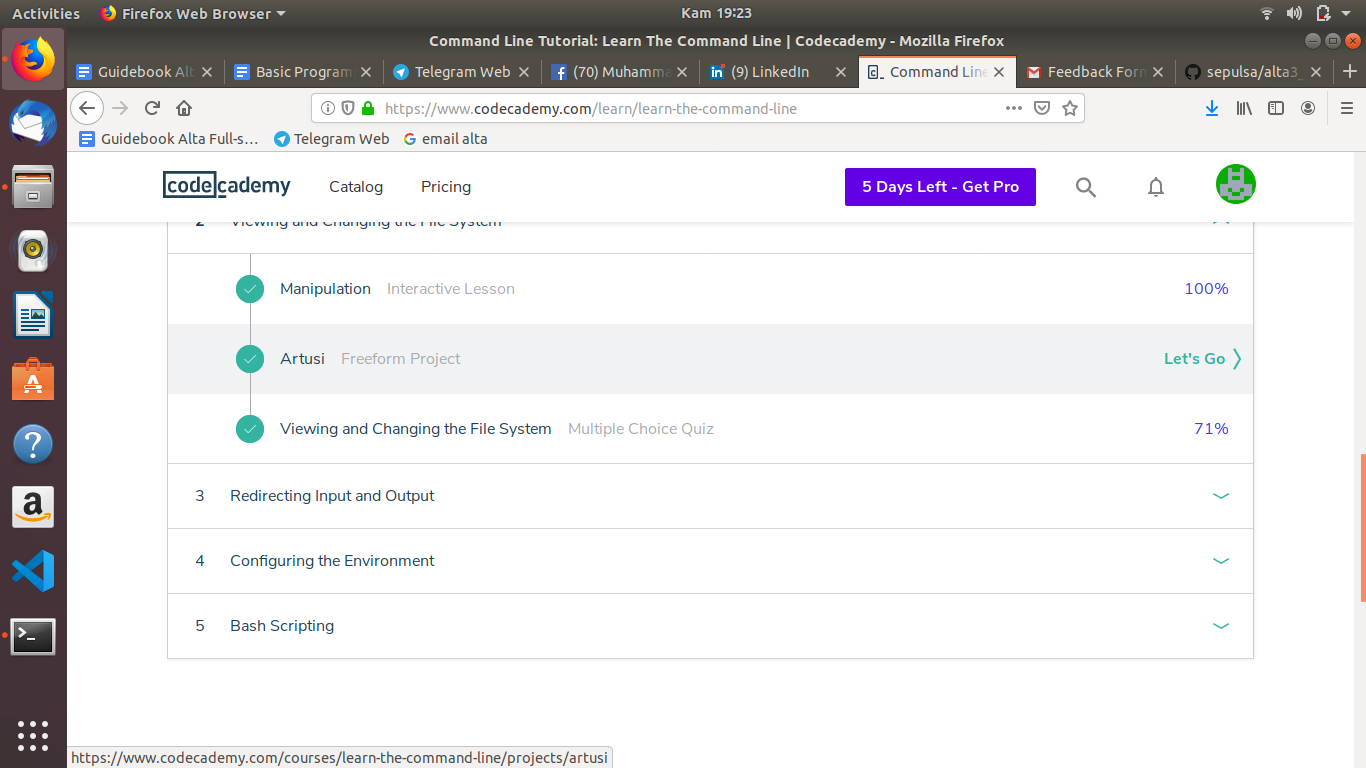 Activities Firefox Web Browser Kam 19:23
Command Line Tutorial: Learn The Command Line | Codecademy - Mozilla Firefox
Guidebook Alt Basic Program Telegram Web (70) Muhamma (9) LinkedIn Command Line Feedback Form sepulsa/alta3_
https://www.codecademy.com/learn/learn-the-command-line
Guidebook Alta Full-s… Telegram Web email alta
codecademy Catalog Pricing 5 Days Left - Get Pro
2 Viewing and Changing the File System
Manipulation Interactive Lesson 100%
Artusi Freeform Project Let's Go
Viewing and Changing the File System Multiple Choice Quiz 71%
3 Redirecting Input and Output
4 Configuring the Environment
5 Bash Scripting
https://www.codecademy.com/courses/learn-the-command-line/projects/artusi